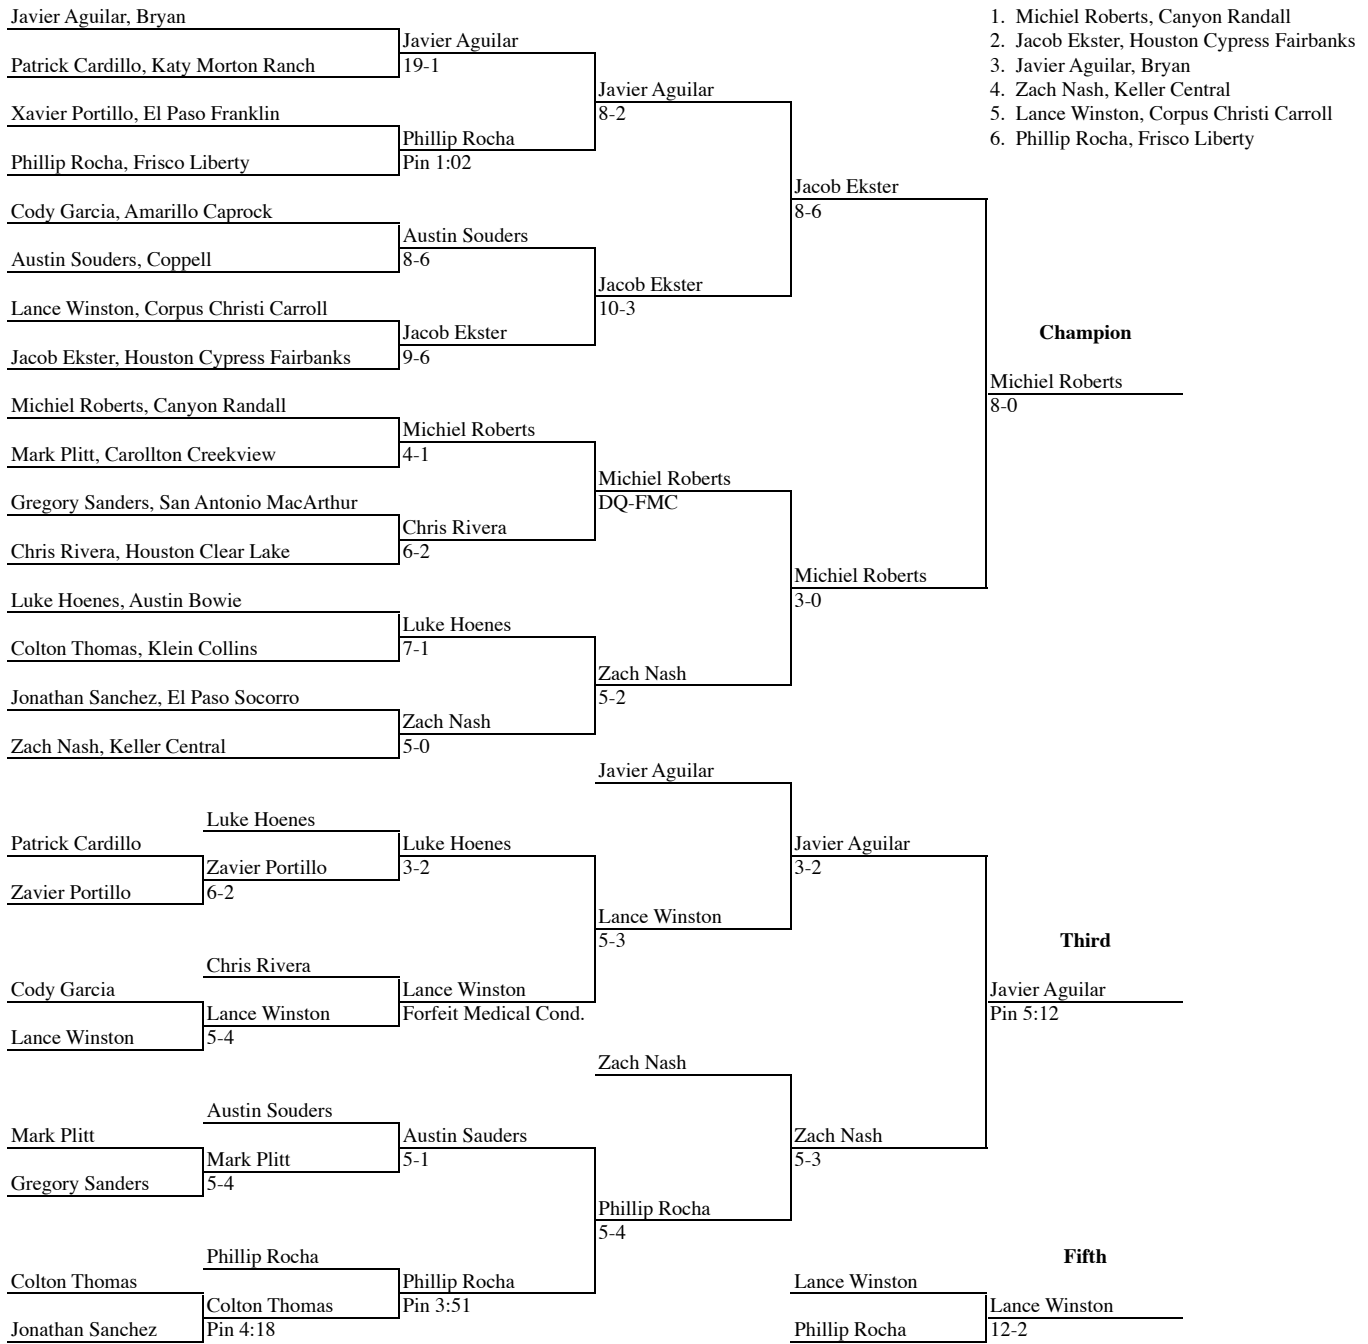 Javier Aguilar, Bryan
1. Michiel Roberts, Canyon Randall
Javier Aguilar
2. Jacob Ekster, Houston Cypress Fairbanks
Patrick Cardillo, Katy Morton Ranch
19-1
3. Javier Aguilar, Bryan
Javier Aguilar
4. Zach Nash, Keller Central
Xavier Portillo, El Paso Franklin
8-2
5. Lance Winston, Corpus Christi Carroll
Phillip Rocha
6. Phillip Rocha, Frisco Liberty
Phillip Rocha, Frisco Liberty
Pin 1:02
Jacob Ekster
Cody Garcia, Amarillo Caprock
8-6
Austin Souders
Austin Souders, Coppell
8-6
Jacob Ekster
Lance Winston, Corpus Christi Carroll
10-3
Jacob Ekster
Champion
Jacob Ekster, Houston Cypress Fairbanks
9-6
Michiel Roberts
Michiel Roberts, Canyon Randall
8-0
Michiel Roberts
Mark Plitt, Carollton Creekview
4-1
Michiel Roberts
Gregory Sanders, San Antonio MacArthur
DQ-FMC
Chris Rivera
Chris Rivera, Houston Clear Lake
6-2
Michiel Roberts
Luke Hoenes, Austin Bowie
3-0
Luke Hoenes
Colton Thomas, Klein Collins
7-1
Zach Nash
Jonathan Sanchez, El Paso Socorro
5-2
Zach Nash
Zach Nash, Keller Central
5-0
Javier Aguilar
Luke Hoenes
Patrick Cardillo
Luke Hoenes
Javier Aguilar
Zavier Portillo
3-2
3-2
Zavier Portillo
6-2
Lance Winston
5-3
Third
Chris Rivera
Cody Garcia
Lance Winston
Javier Aguilar
Lance Winston
Forfeit Medical Cond.
Pin 5:12
Lance Winston
5-4
Zach Nash
Austin Souders
Mark Plitt
Austin Sauders
Zach Nash
Mark Plitt
5-1
5-3
Gregory Sanders
5-4
Phillip Rocha
5-4
Phillip Rocha
Fifth
Colton Thomas
Phillip Rocha
Lance Winston
Colton Thomas
Pin 3:51
Lance Winston
Jonathan Sanchez
Pin 4:18
Phillip Rocha
12-2